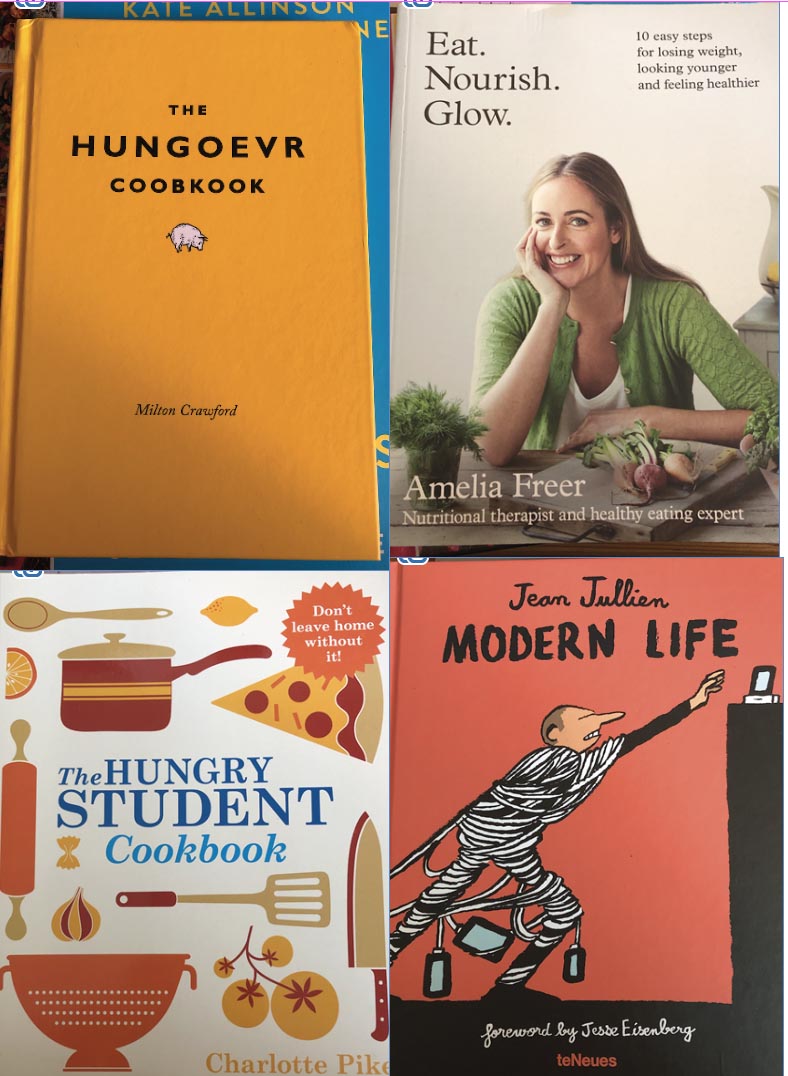 KATE ALLINSON
NE
THE
HUNGOEVR
COOBKOOK
Milton Crawford
S
Eat.
Nourish.
Glow.
10 easy steps
for losing weight,
looking younger
and feeling healthier
Amelia Freer
Nutritional therapist and healthy eating expert
Don't
leave home
without
it!
The HUNGRY
STUDENT
Cookbook
Charlotte Pike
Jean Jullien
MODERN LIFE
foreword by Jesse Eisenberg
teNeues